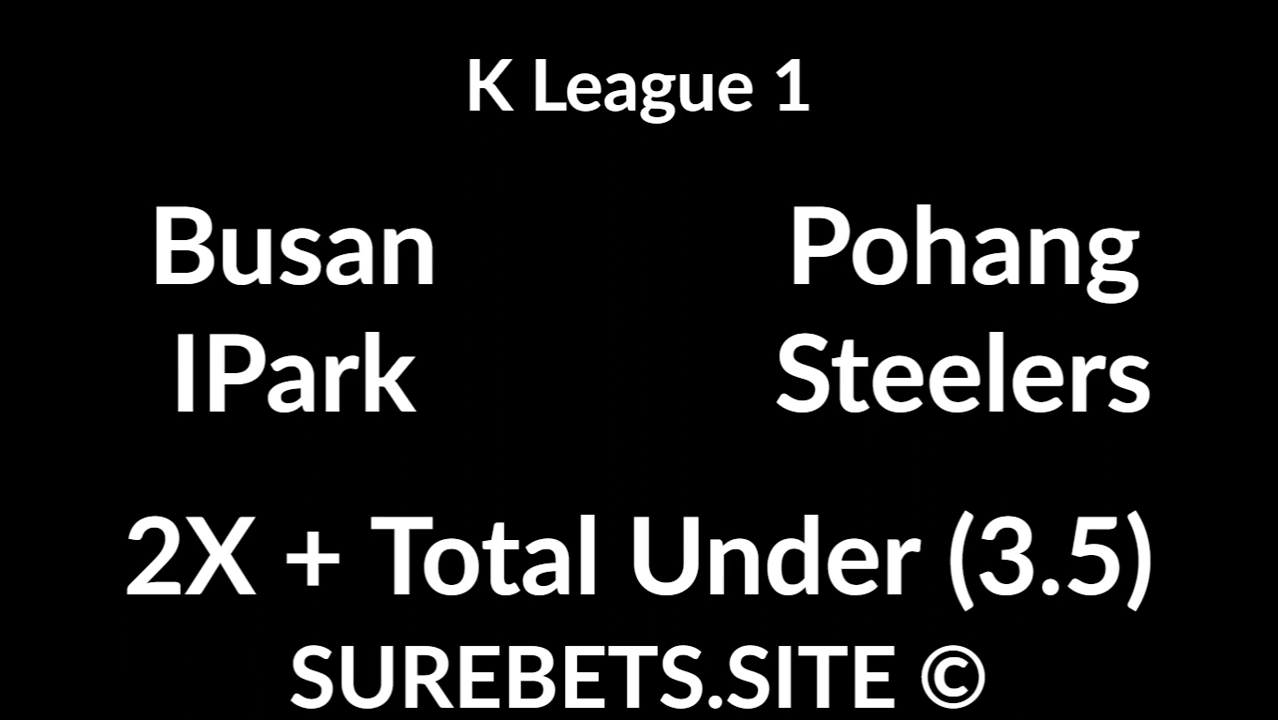 K League 1
Busan IPark
Pohang Steelers
2X + Total Under (3.5)
SUREBETS.SITE ©